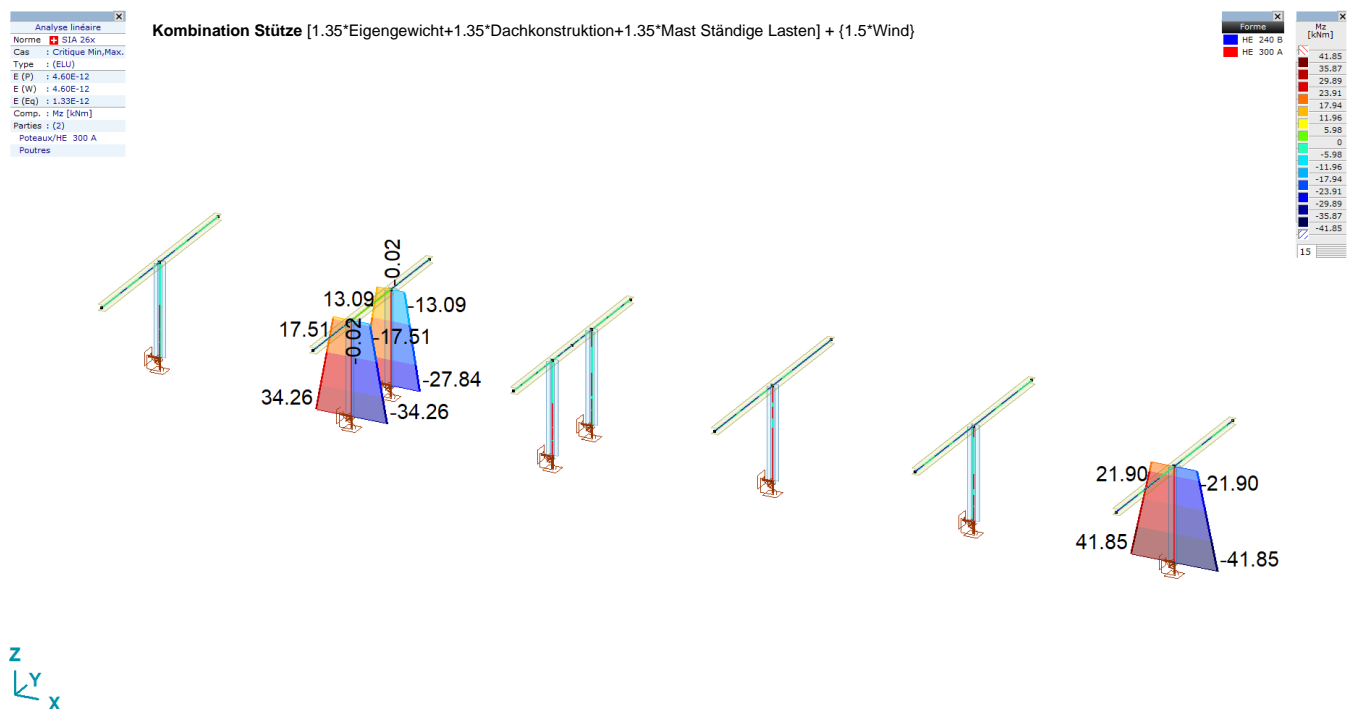 Analyse linéaire
Norme SIA 26x
Cas : Critique Min,Max.
Type : (ELU)
E (P) : 4.60E-12
E (W) : 4.60E-12
E (Eq) : 1.33E-12
Comp. : Mz [kNm]
Parties : (2)
Poteaux/HE 300 A
Poutres
Kombination Stütze [1.35*Eigengewicht+1.35*Dachkonstruktion+1.35*Mast Ständige Lasten] + {1.5*Wind}
Forme
HE 240 B
HE 300 A
Mz
[kNm]
41.85
35.87
29.89
23.91
17.94
11.96
5.98
0
-5.98
-11.96
-17.94
-23.91
-29.89
-35.87
-41.85
15
-0.02
13.09
-13.09
17.51
-0.02
-17.51
-27.84
34.26
-34.26
21.90
-21.90
41.85
-41.85
Z
Y
X